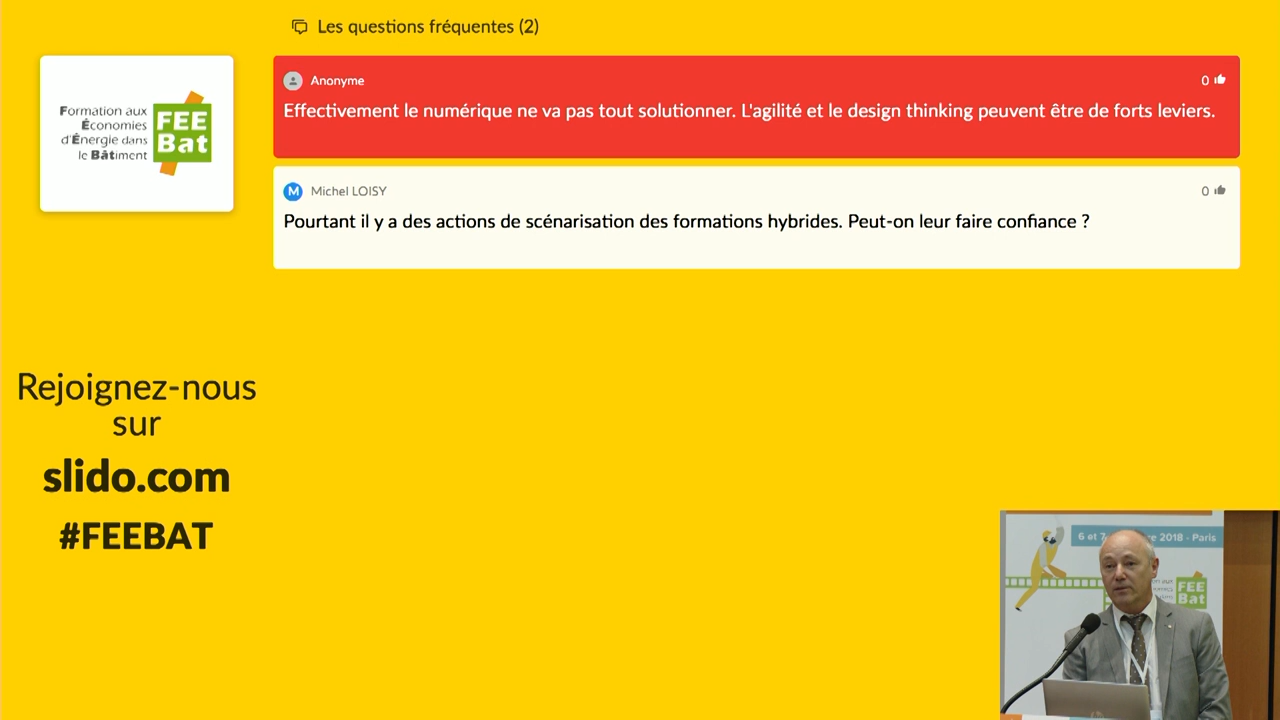 Les questions fréquentes (2)
Formation aux
Économies
d'Énergie dans
le Bâtiment
FEE
Bat
Anonyme
0
Effectivement le numérique ne va pas tout solutionner. L'agilité et le design thinking peuvent être de forts leviers.
M
Michel LOISY
0
Pourtant il y a des actions de scénarisation des formations hybrides. Peut-on leur faire confiance ?
Rejoignez-nous
sur
slido.com
#FEEBAT
6 et 7
re 2018 - Paris
FEE
Bat